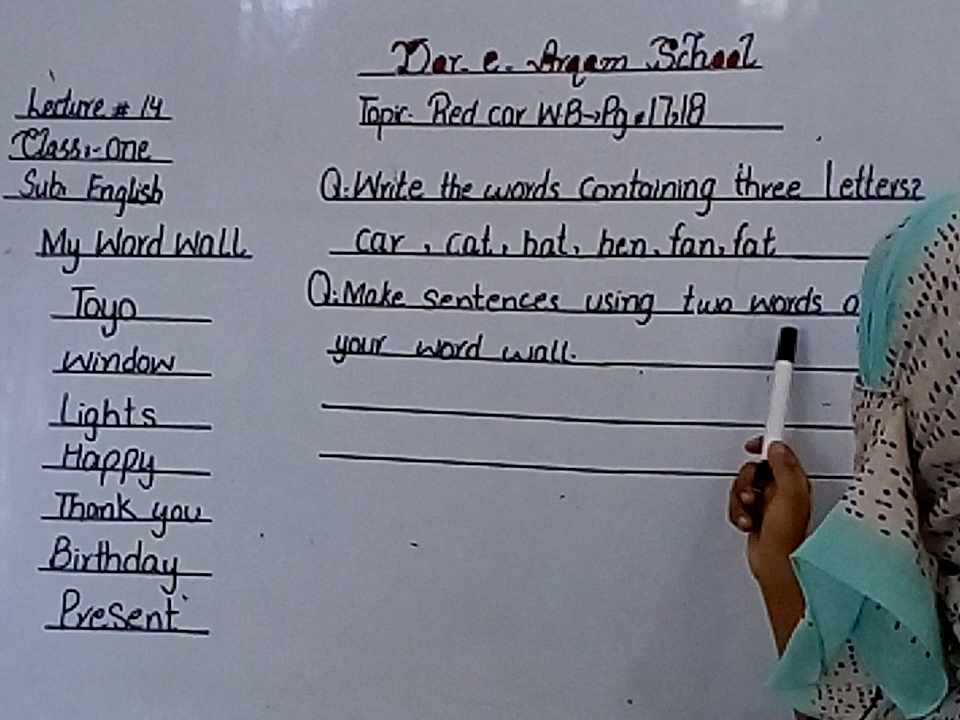 Dar. e. Arqam School
Lecture # 14
Class:-One
Sub: English
Topic: Red car WB→Pg#17,18
My Word Wall
Toyo
Window
Lights
Happy
Thank you
Birthday
Present
Q:Write the words containing three letters?
car, cat, bat, hen, fan, fat
Q:Make sentences using two words
your word wall.